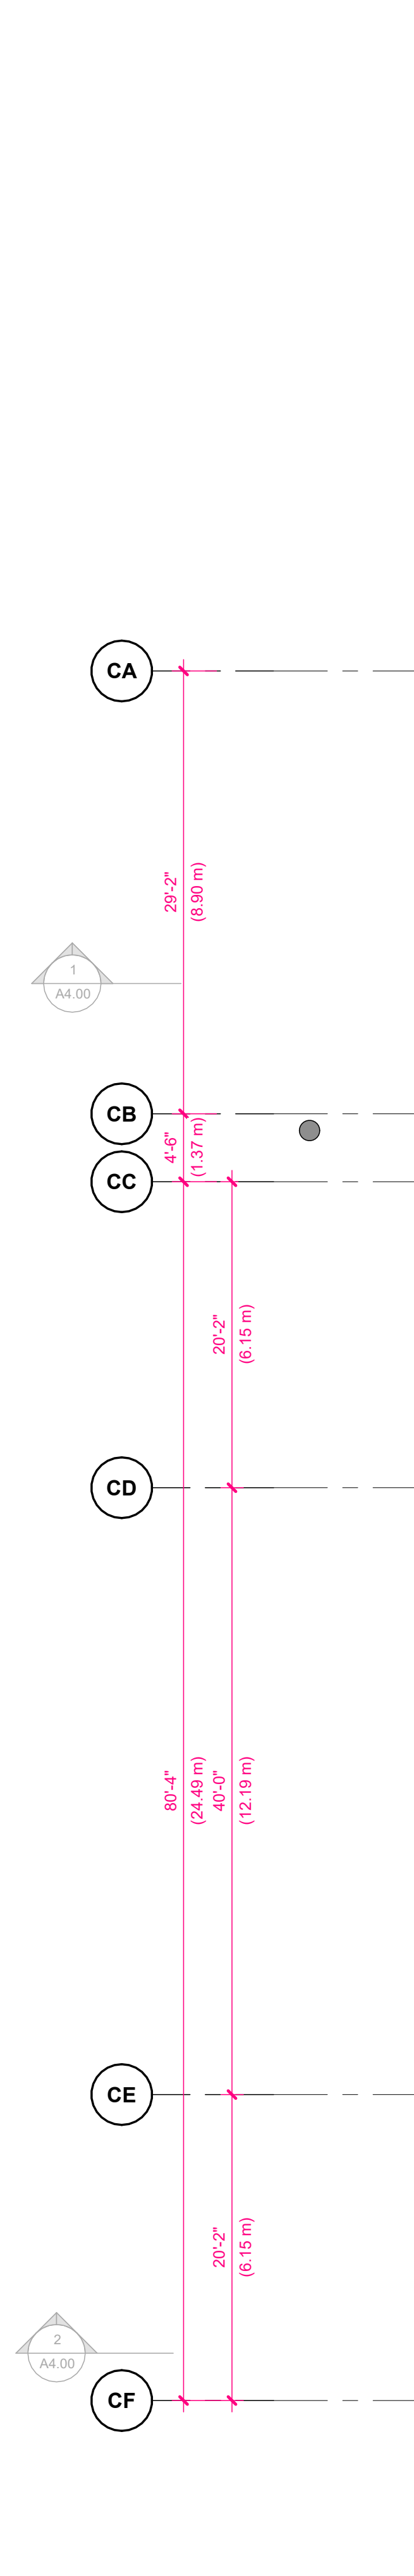 CA
29'-2"
(8.90 m)
1
A4.00
CB
4'-6"
(1.37 m)
CC
20'-2"
(6.15 m)
CD
80'-4"
(24.49 m)
40'-0"
(12.19 m)
CE
20'-2"
(6.15 m)
2
A4.00
CF